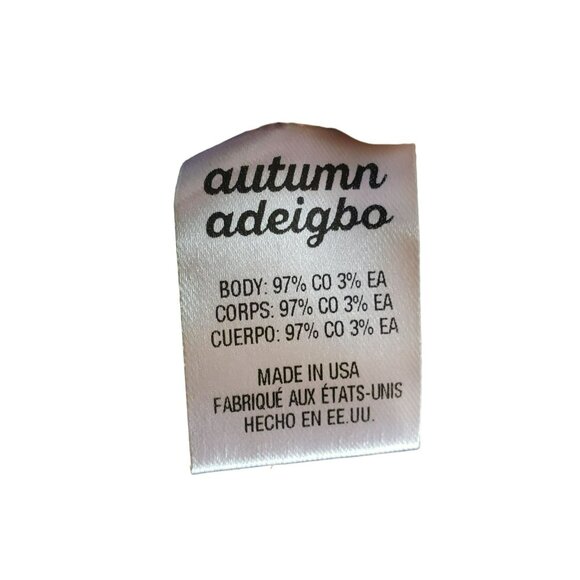 autumn
adeigbo
BODY: 97% CO 3% EA
CORPS: 97% CO 3% EA
CUERPO: 97% CO 3% EA
MADE IN USA
FABRIQUÉ AUX ÉTATS-UNIS
HECHO EN EE.UU.